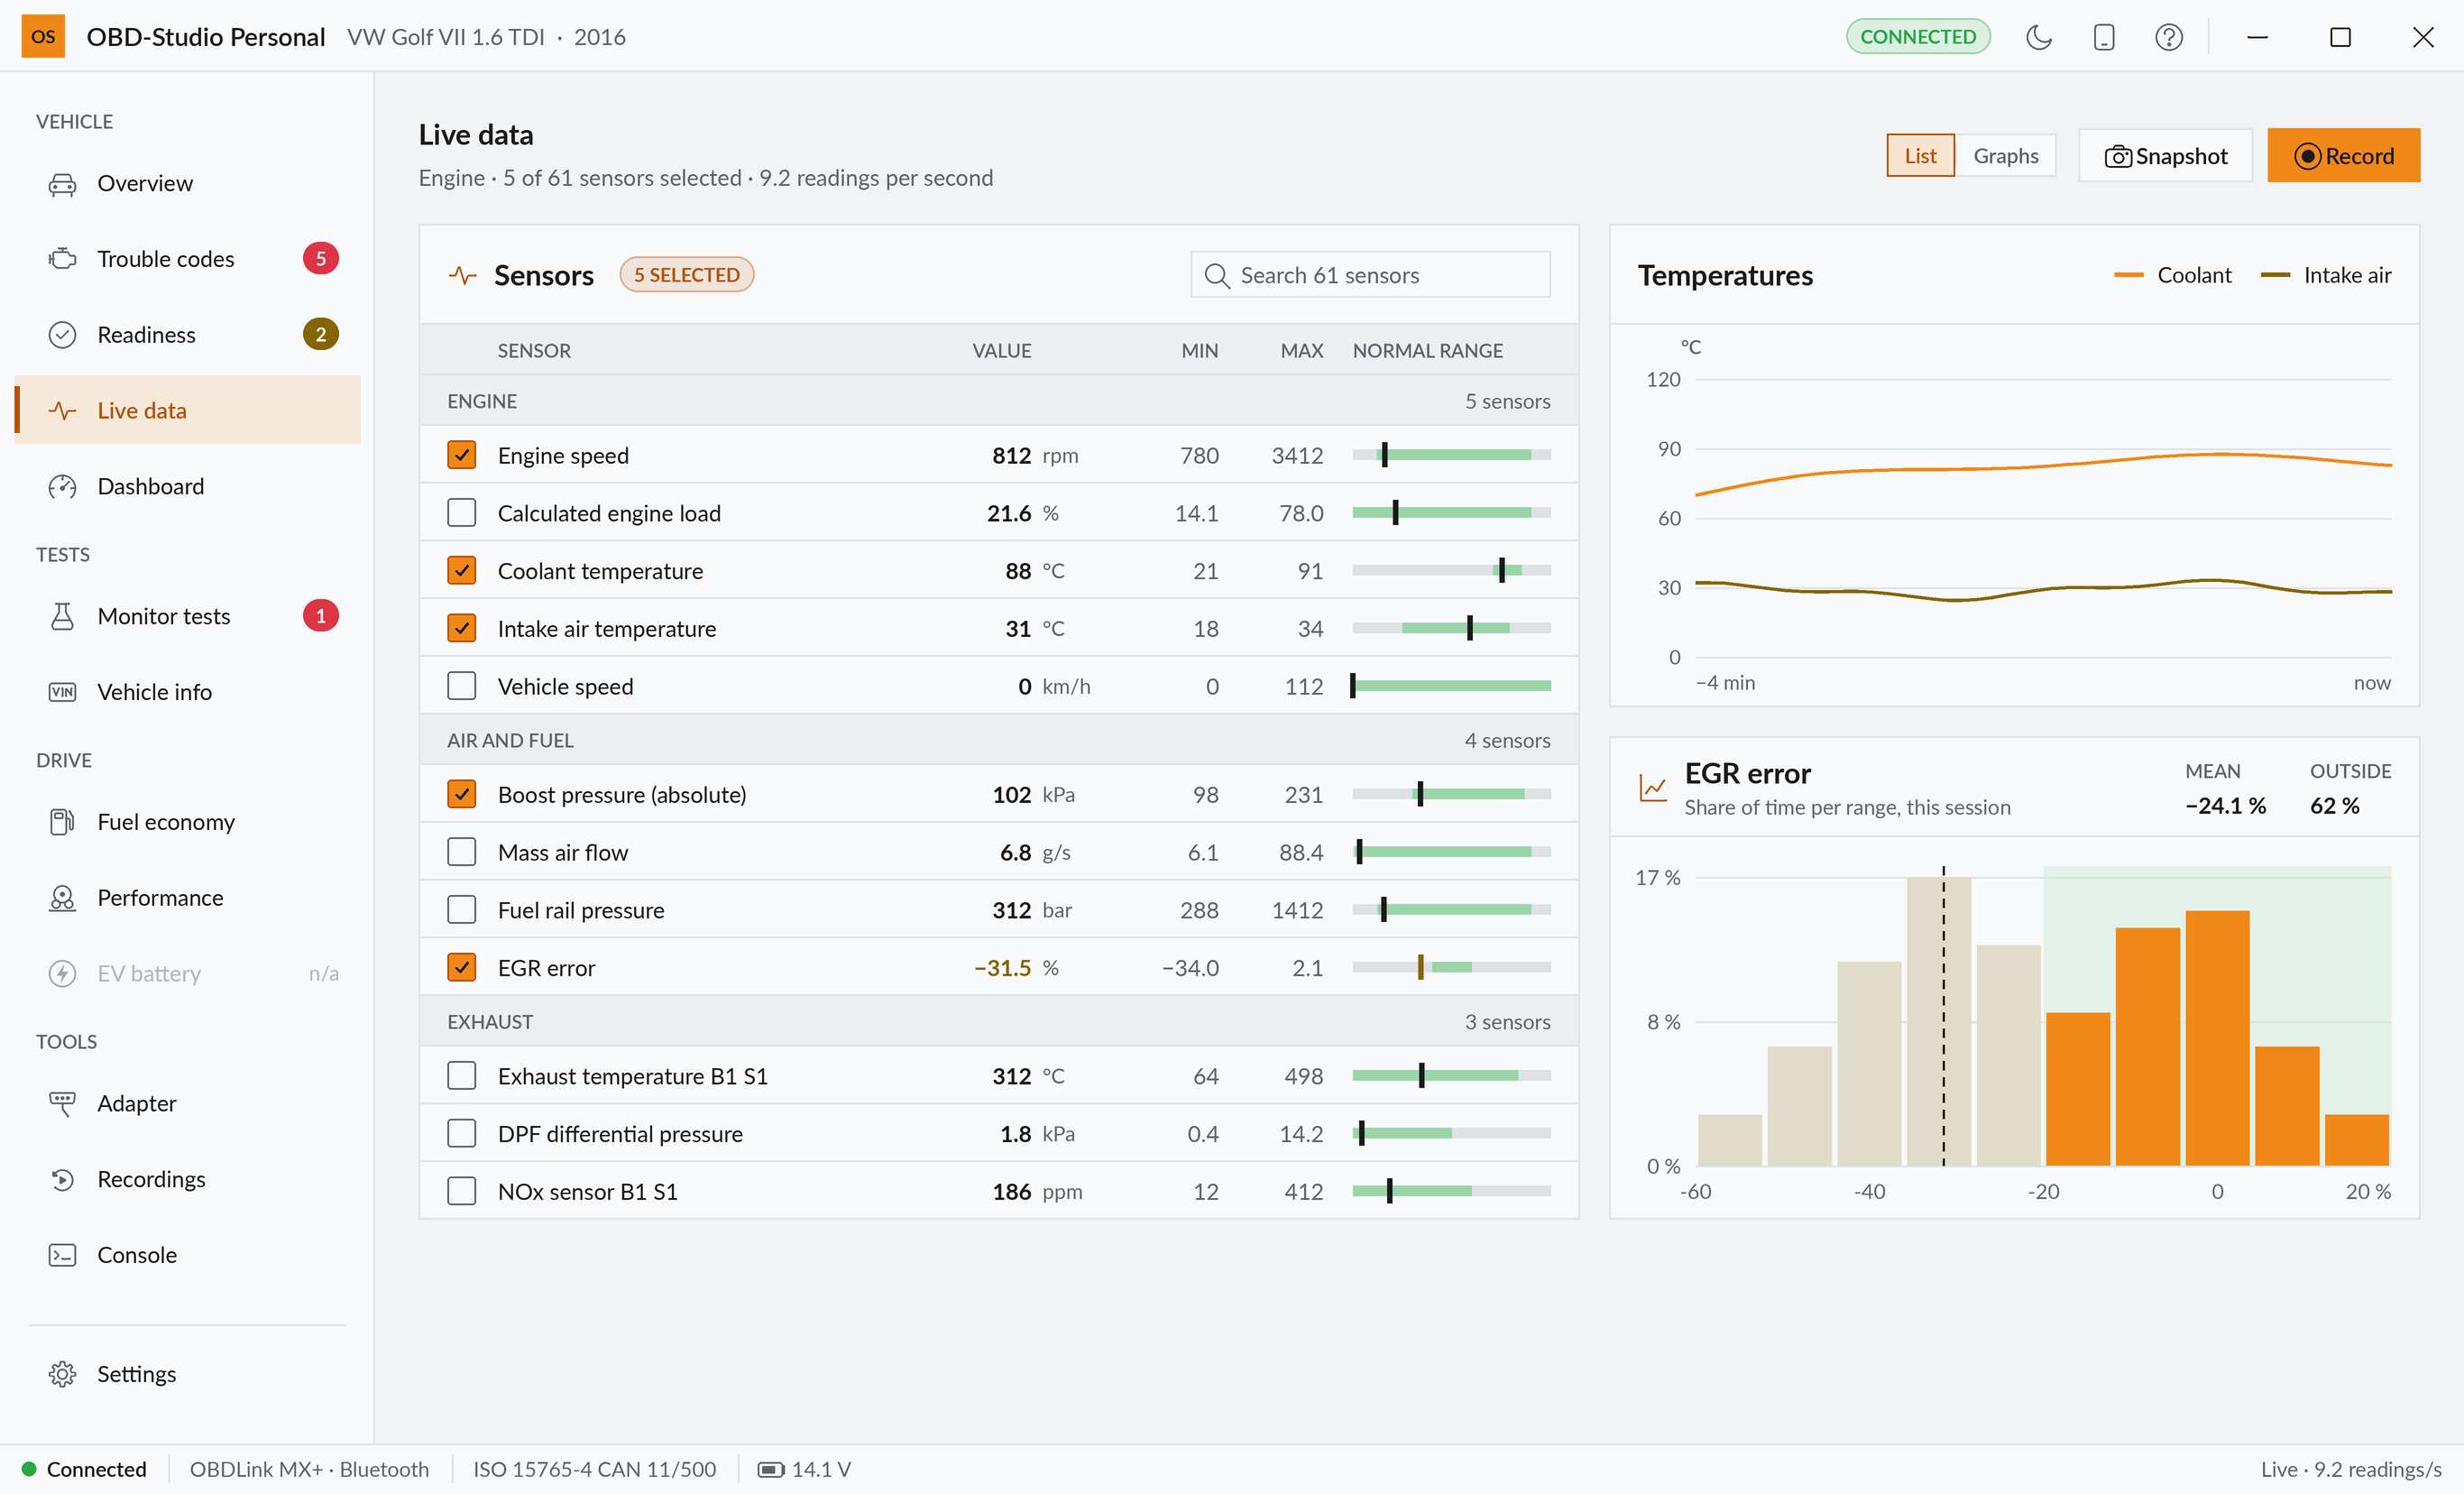 OS OBD-Studio Personal VW Golf VII 1.6 TDI · 2016 CONNECTED
VEHICLE
Overview
Trouble codes 5
Readiness 2
Live data
Dashboard
TESTS
Monitor tests 1
VIN Vehicle info
DRIVE
Fuel economy
Performance
EV battery n/a
TOOLS
Adapter
Recordings
Console
Settings
Live data
Engine · 5 of 61 sensors selected · 9.2 readings per second
List Graphs Snapshot Record
Sensors 5 SELECTED Search 61 sensors
SENSOR VALUE MIN MAX NORMAL RANGE
ENGINE 5 sensors
Engine speed 812 rpm 780 3412
Calculated engine load 21.6 % 14.1 78.0
Coolant temperature 88 °C 21 91
Intake air temperature 31 °C 18 34
Vehicle speed 0 km/h 0 112
AIR AND FUEL 4 sensors
Boost pressure (absolute) 102 kPa 98 231
Mass air flow 6.8 g/s 6.1 88.4
Fuel rail pressure 312 bar 288 1412
EGR error −31.5 % −34.0 2.1
EXHAUST 3 sensors
Exhaust temperature B1 S1 312 °C 64 498
DPF differential pressure 1.8 kPa 0.4 14.2
NOx sensor B1 S1 186 ppm 12 412
Temperatures Coolant Intake air
°C
120
90
60
30
0
−4 min now
EGR error
Share of time per range, this session
MEAN OUTSIDE
−24.1 % 62 %
17 %
8 %
0 %
-60 -40 -20 0 20 %
Connected OBDLink MX+ · Bluetooth ISO 15765-4 CAN 11/500 14.1 V Live · 9.2 readings/s